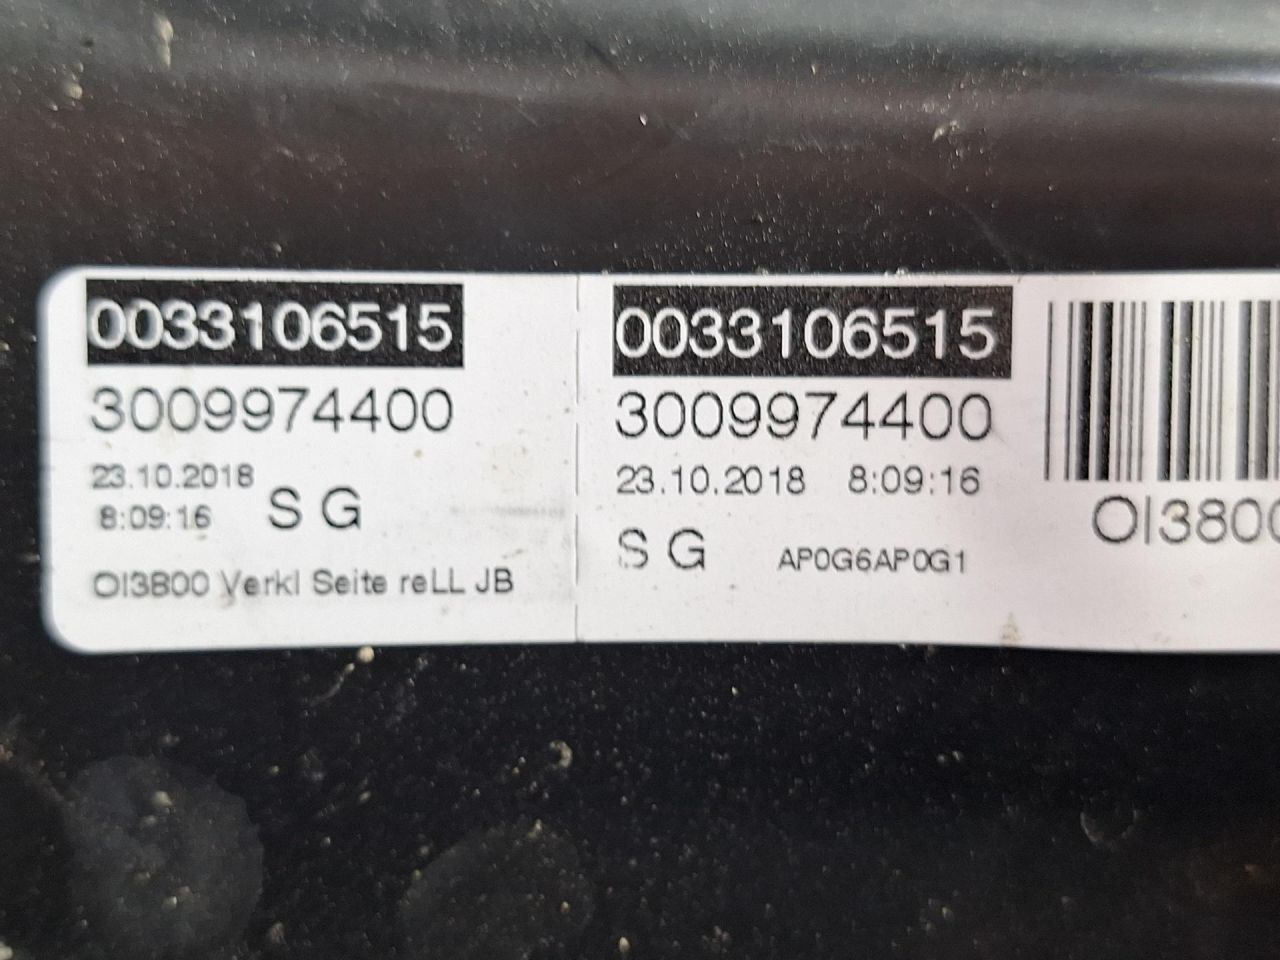 0033106515
3009974400
23.10.2018
8:09:16 S G
OI3800 Verkl Seite reLL JB
0033106515
3009974400
23.10.2018 8:09:16
S G AP0G6AP0G1
OI3800